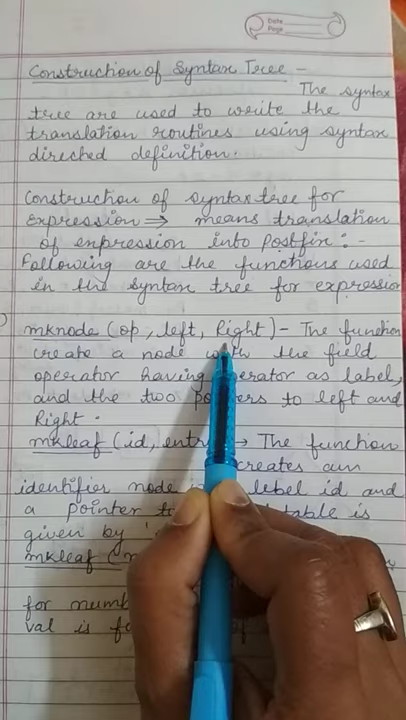 Date
Page
Construction of Syntax Tree -
The syntax
tree are used to write the
translation routines using syntax
directed definition.
Construction of syntax tree for
Expression ⇒ means translation
of expression into Postfix : -
Following are the functions used
in the syntax tree for expression
mknode (op, left, Right) - The function
create a node with the field
operator having as label,
and the two to left and
Right .
mkleaf (id, → The function
creates an
identifier node label id and
a pointer table is
given by
mkleaf (
for
val is